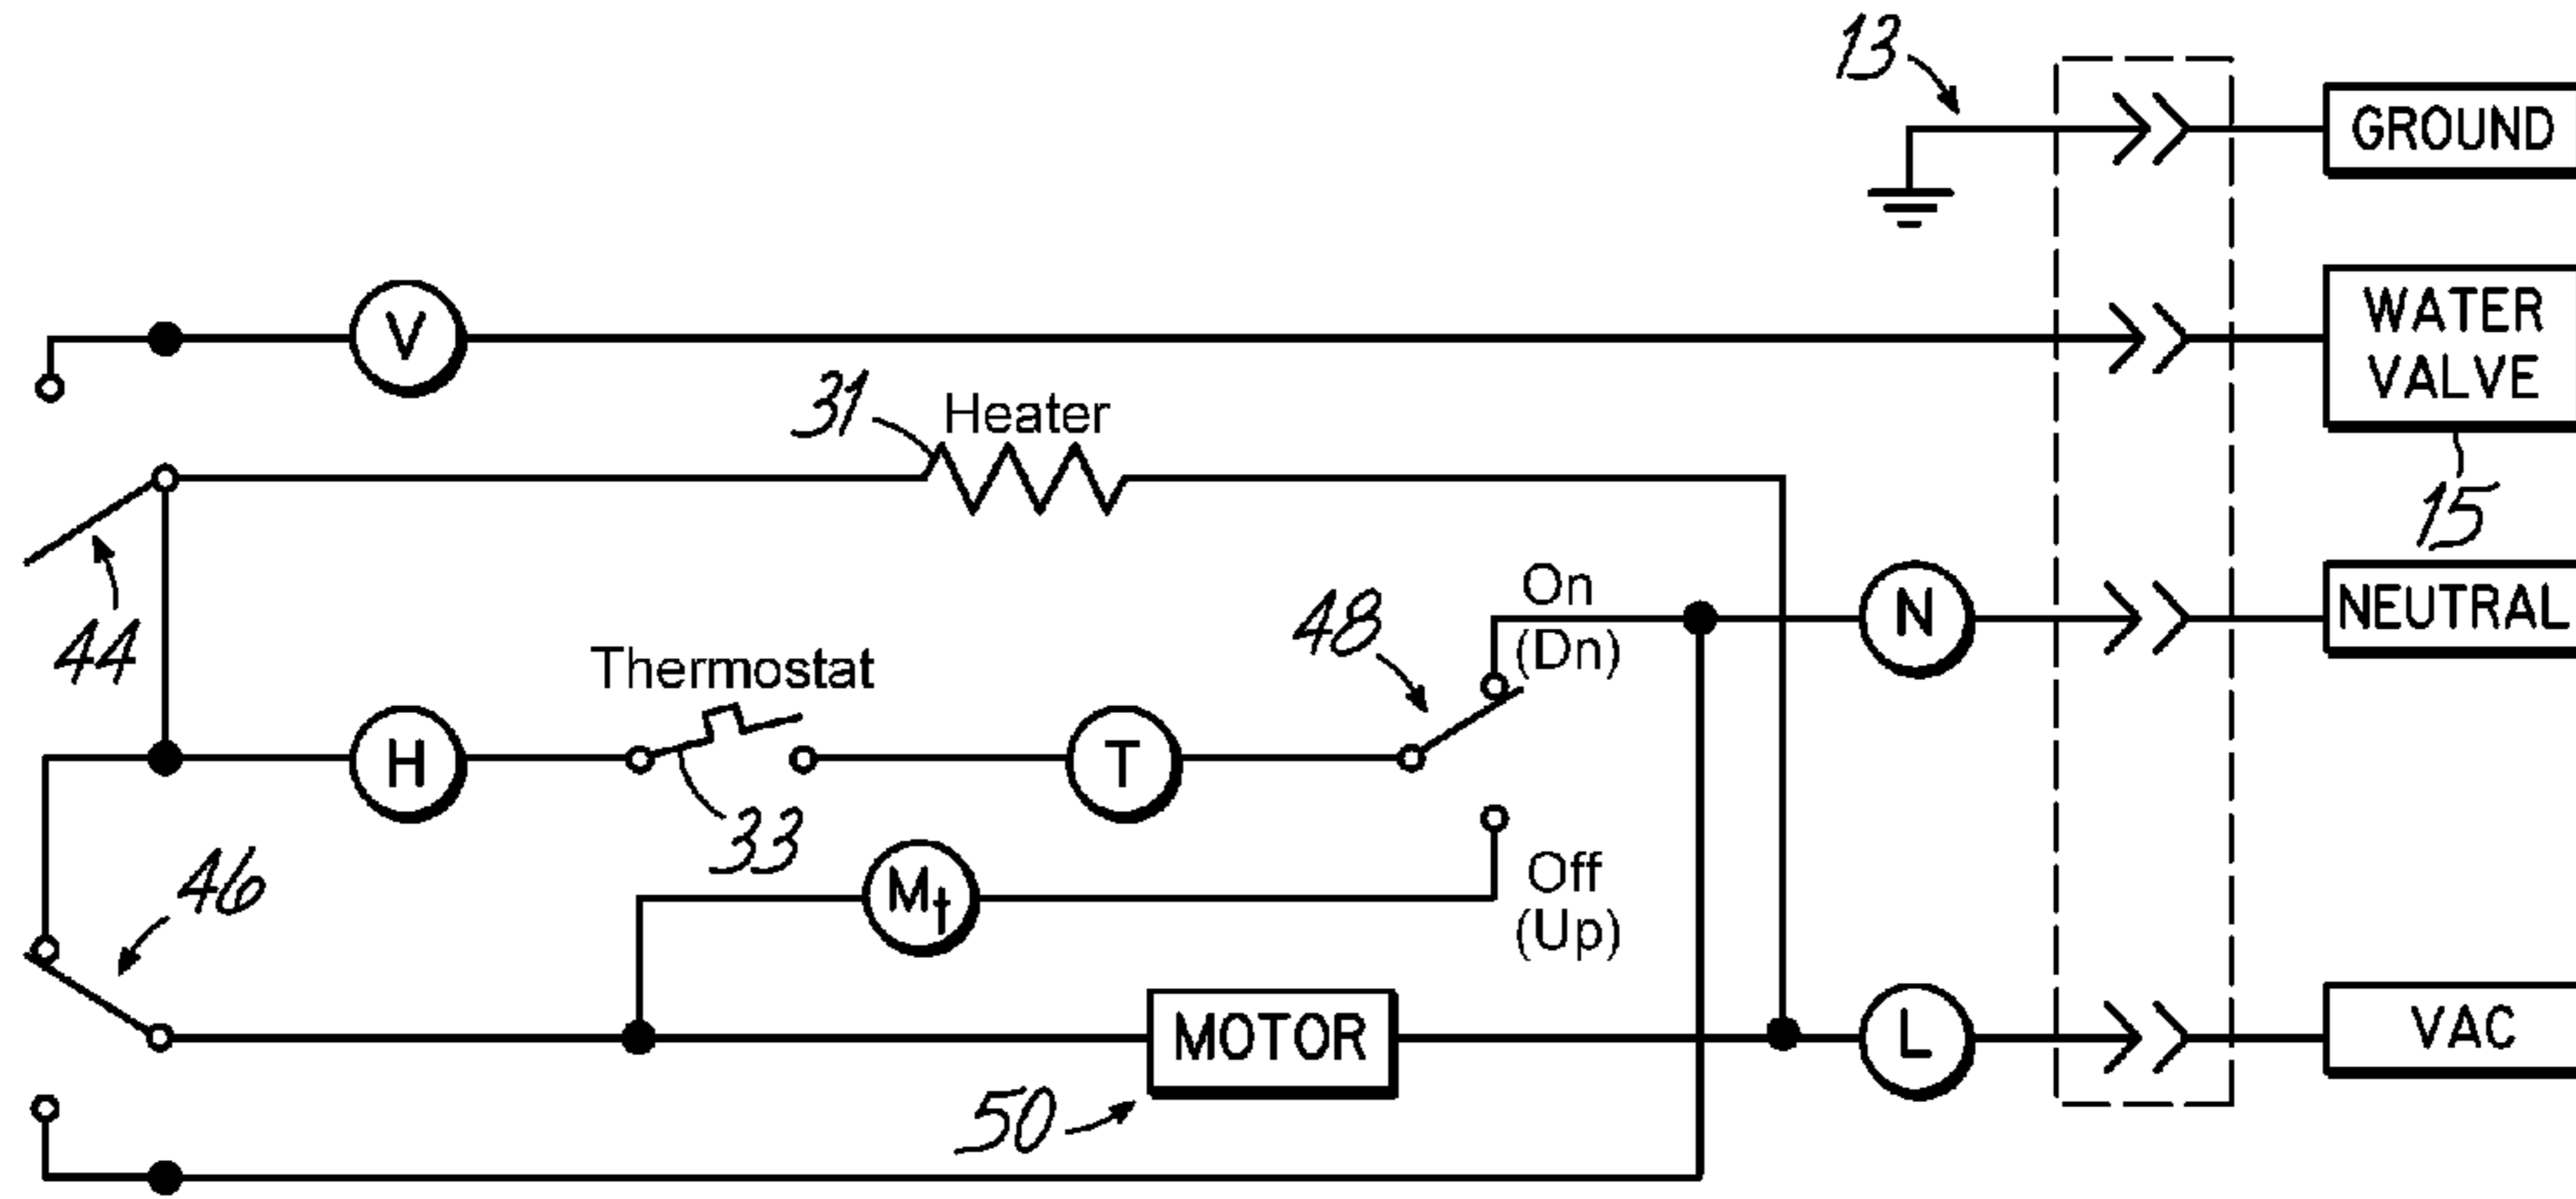 13
GROUND
V
WATER
VALVE
31
Heater
15
44
On
(Dn)
48
N
NEUTRAL
Thermostat
H
T
33
46
Mt
Off
(Up)
MOTOR
L
VAC
50